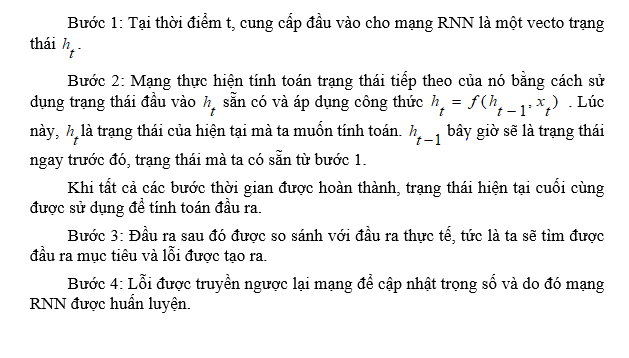 Bước 1: Tại thời điểm t, cung cấp đầu vào cho mạng RNN là một vecto trạng
thái h_t.
Bước 2: Mạng thực hiện tính toán trạng thái tiếp theo của nó bằng cách sử
dụng trạng thái đầu vào h_t sẵn có và áp dụng công thức h_t = f(h_{t-1}, x_t) . Lúc
này, h_t là trạng thái của hiện tại mà ta muốn tính toán. h_{t-1} bây giờ sẽ là trạng thái
ngay trước đó, trạng thái mà ta có sẵn từ bước 1.
Khi tất cả các bước thời gian được hoàn thành, trạng thái hiện tại cuối cùng
được sử dụng để tính toán đầu ra.
Bước 3: Đầu ra sau đó được so sánh với đầu ra thực tế, tức là ta sẽ tìm được
đầu ra mục tiêu và lỗi được tạo ra.
Bước 4: Lỗi được truyền ngược lại mạng để cập nhật trọng số và do đó mạng
RNN được huấn luyện.